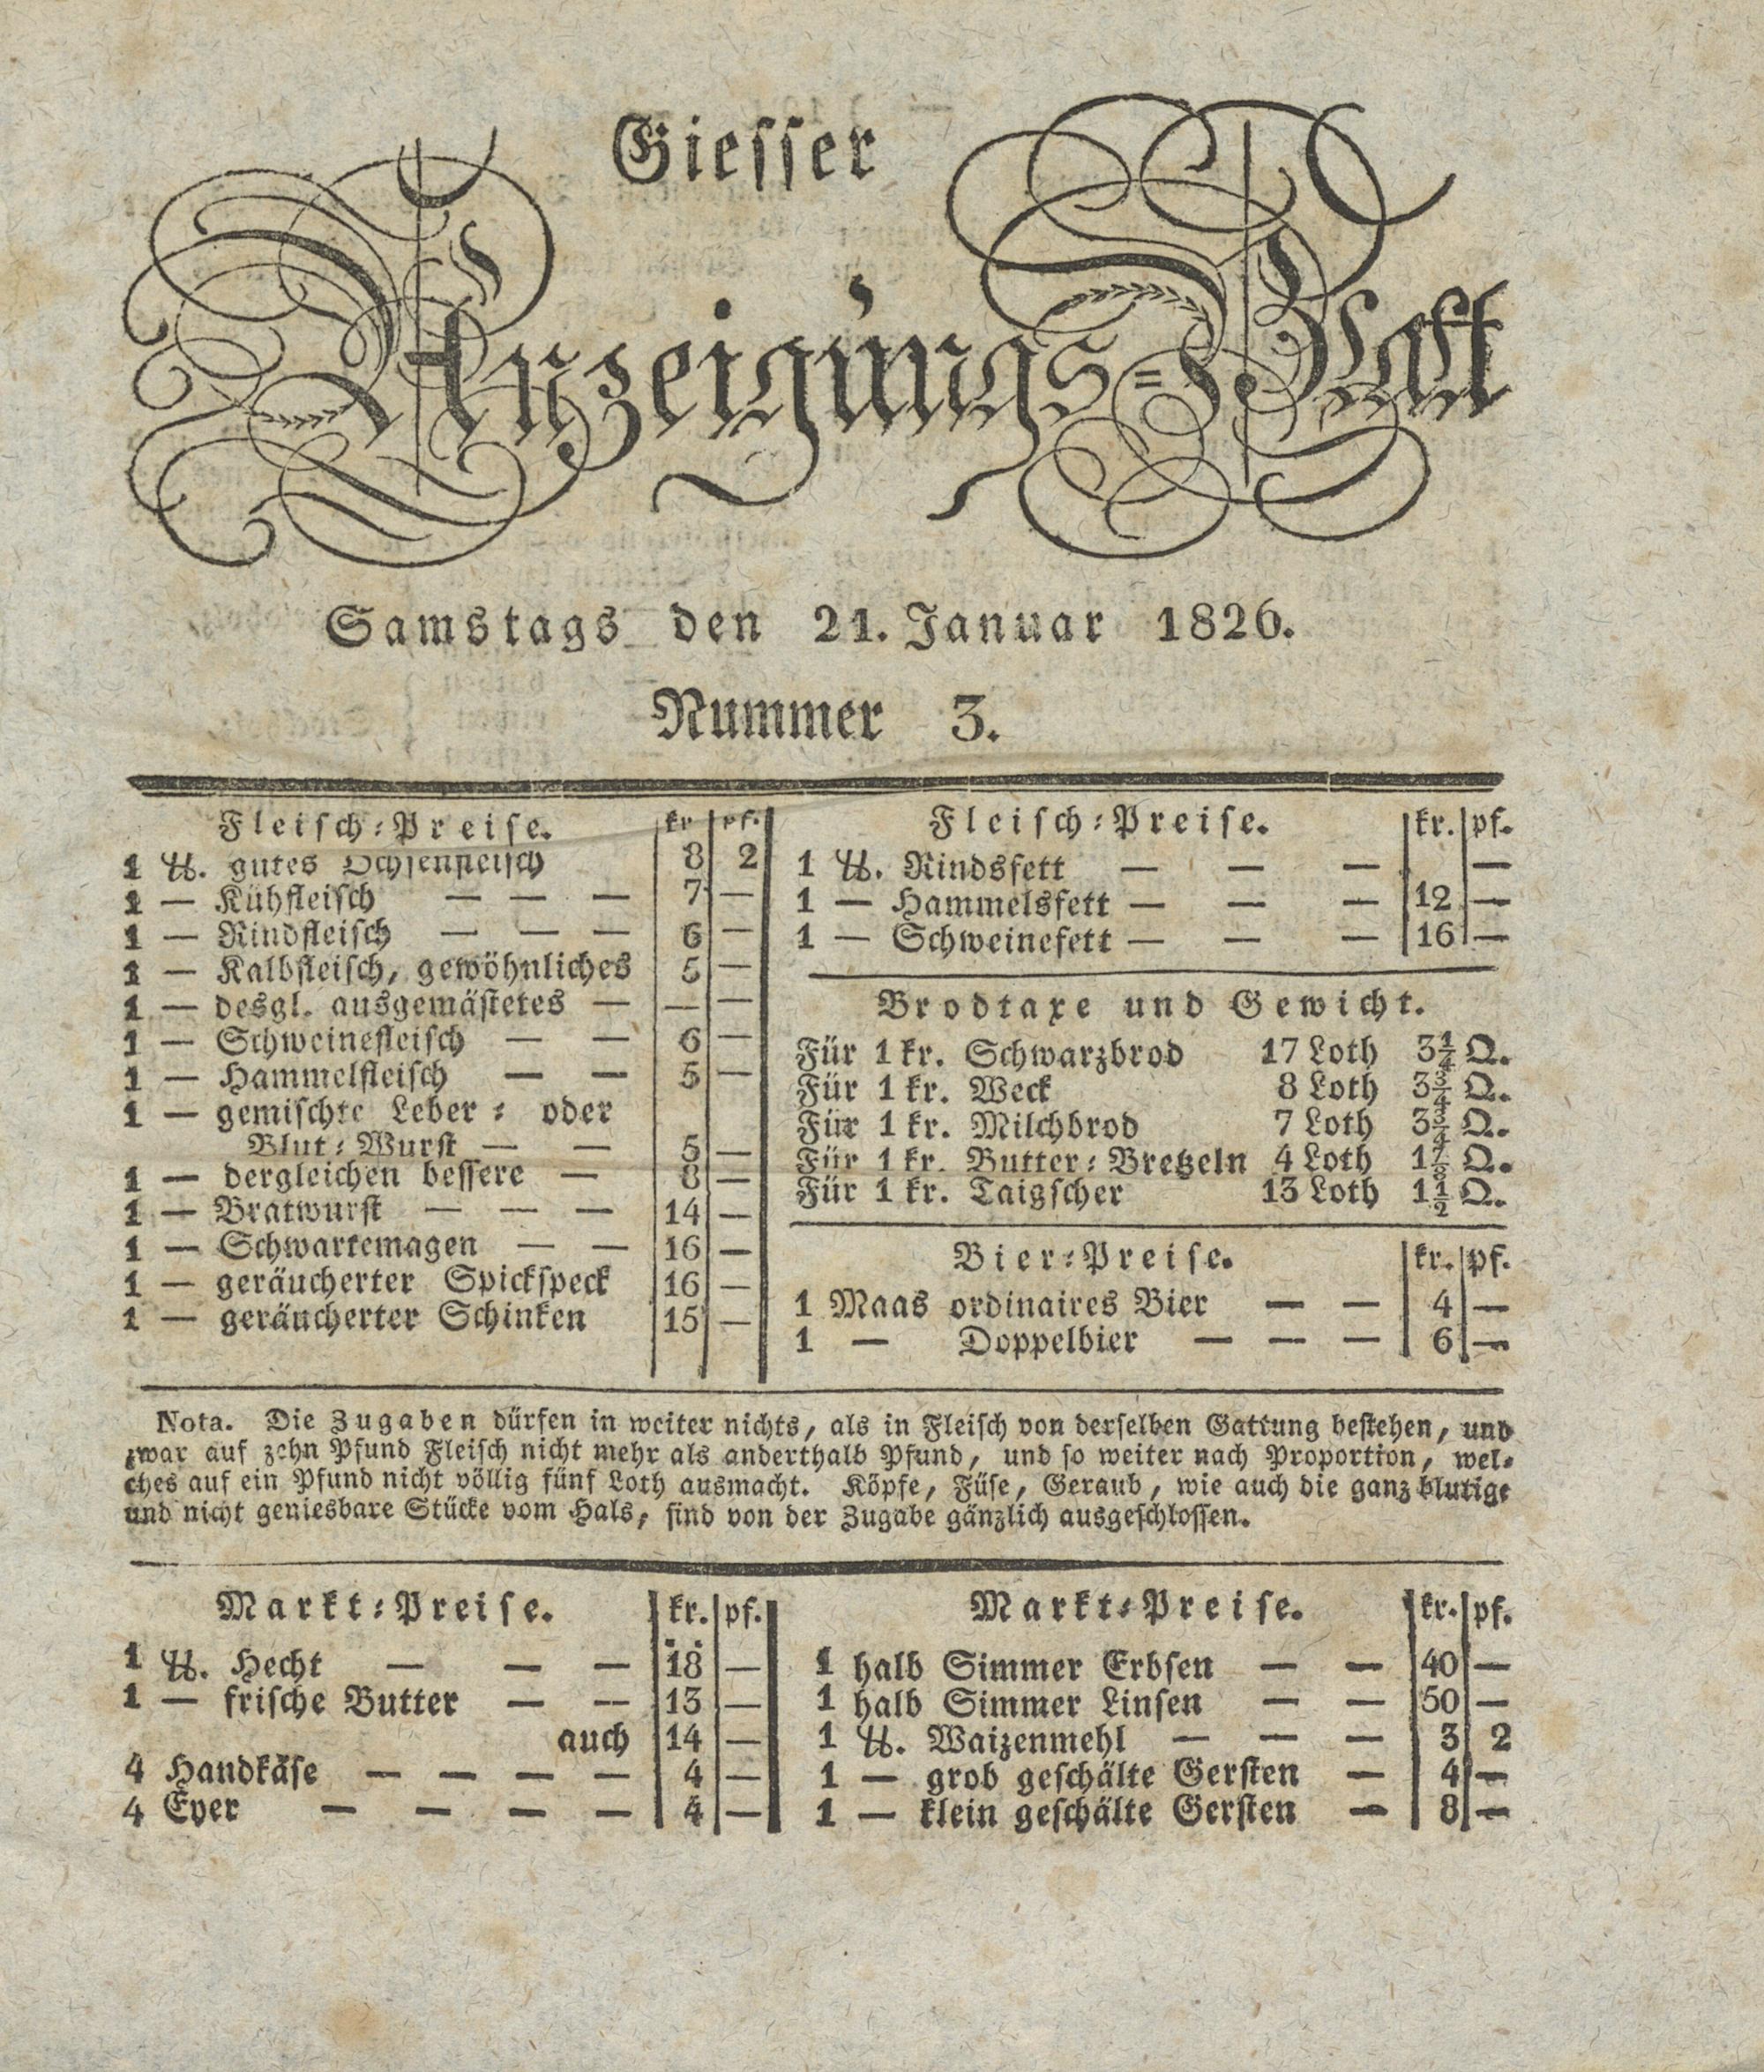 Giesser
Anzeigungs=Blatt
Samstags den 21. Januar 1826.
Nummer 3.
Fleisch=Preise. kr pf.
1 ℔. gutes Ochsenfleisch 8 2
1 — Kühfleisch — — — 7 —
1 — Rindfleisch — — — 6 —
1 — Kalbfleisch, gewöhnliches 5 —
1 — desgl. ausgemästetes — — —
1 — Schweinefleisch — — 6 —
1 — Hammelfleisch — — 5 —
1 — gemischte Leber= oder
Blut=Wurst — — 5 —
1 — dergleichen bessere — 8 —
1 — Bratwurst — — — 14 —
1 — Schwartemagen — — 16 —
1 — geräucherter Spickspeck 16 —
1 — geräucherter Schinken 15 —
Fleisch=Preise. kr. pf.
1 ℔. Rindsfett — — — —
1 — Hammelsfett — — — 12 —
1 — Schweinefett — — — 16 —
Brodtaxe und Gewicht.
Für 1 kr. Schwarzbrod 17 Loth 3¼ Q.
Für 1 kr. Weck 8 Loth 3¾ Q.
Für 1 kr. Milchbrod 7 Loth 3¾ Q.
Für 1 kr. Butter=Bretzeln 4 Loth 1⅞ Q.
Für 1 kr. Taigscher 13 Loth 1½ Q.
Bier=Preise. kr. pf.
1 Maas ordinaires Bier — — 4 —
1 — Doppelbier — — — 6 —
Nota. Die Zugaben dürfen in weiter nichts, als in Fleisch von derselben Gattung bestehen, und
zwar auf zehn Pfund Fleisch nicht mehr als anderthalb Pfund, und so weiter nach Proportion, wel-
ches auf ein Pfund nicht völlig fünf Loth ausmacht. Köpfe, Füse, Geraub, wie auch die ganz blutige
und nicht geniesbare Stücke vom Hals, sind von der Zugabe gänzlich ausgeschlossen.
Markt=Preise. kr. pf.
1 ℔. Hecht — — — 18 —
1 — frische Butter — — 13 —
auch 14 —
4 Handkäse — — — — 4 —
4 Eyer — — — — 4 —
Markt=Preise. kr. pf.
1 halb Simmer Erbsen — — 40 —
1 halb Simmer Linsen — — 50 —
1 ℔. Waizenmehl — — — 3 2
1 — grob geschälte Gersten — 4 —
1 — klein geschälte Gersten — 8 —